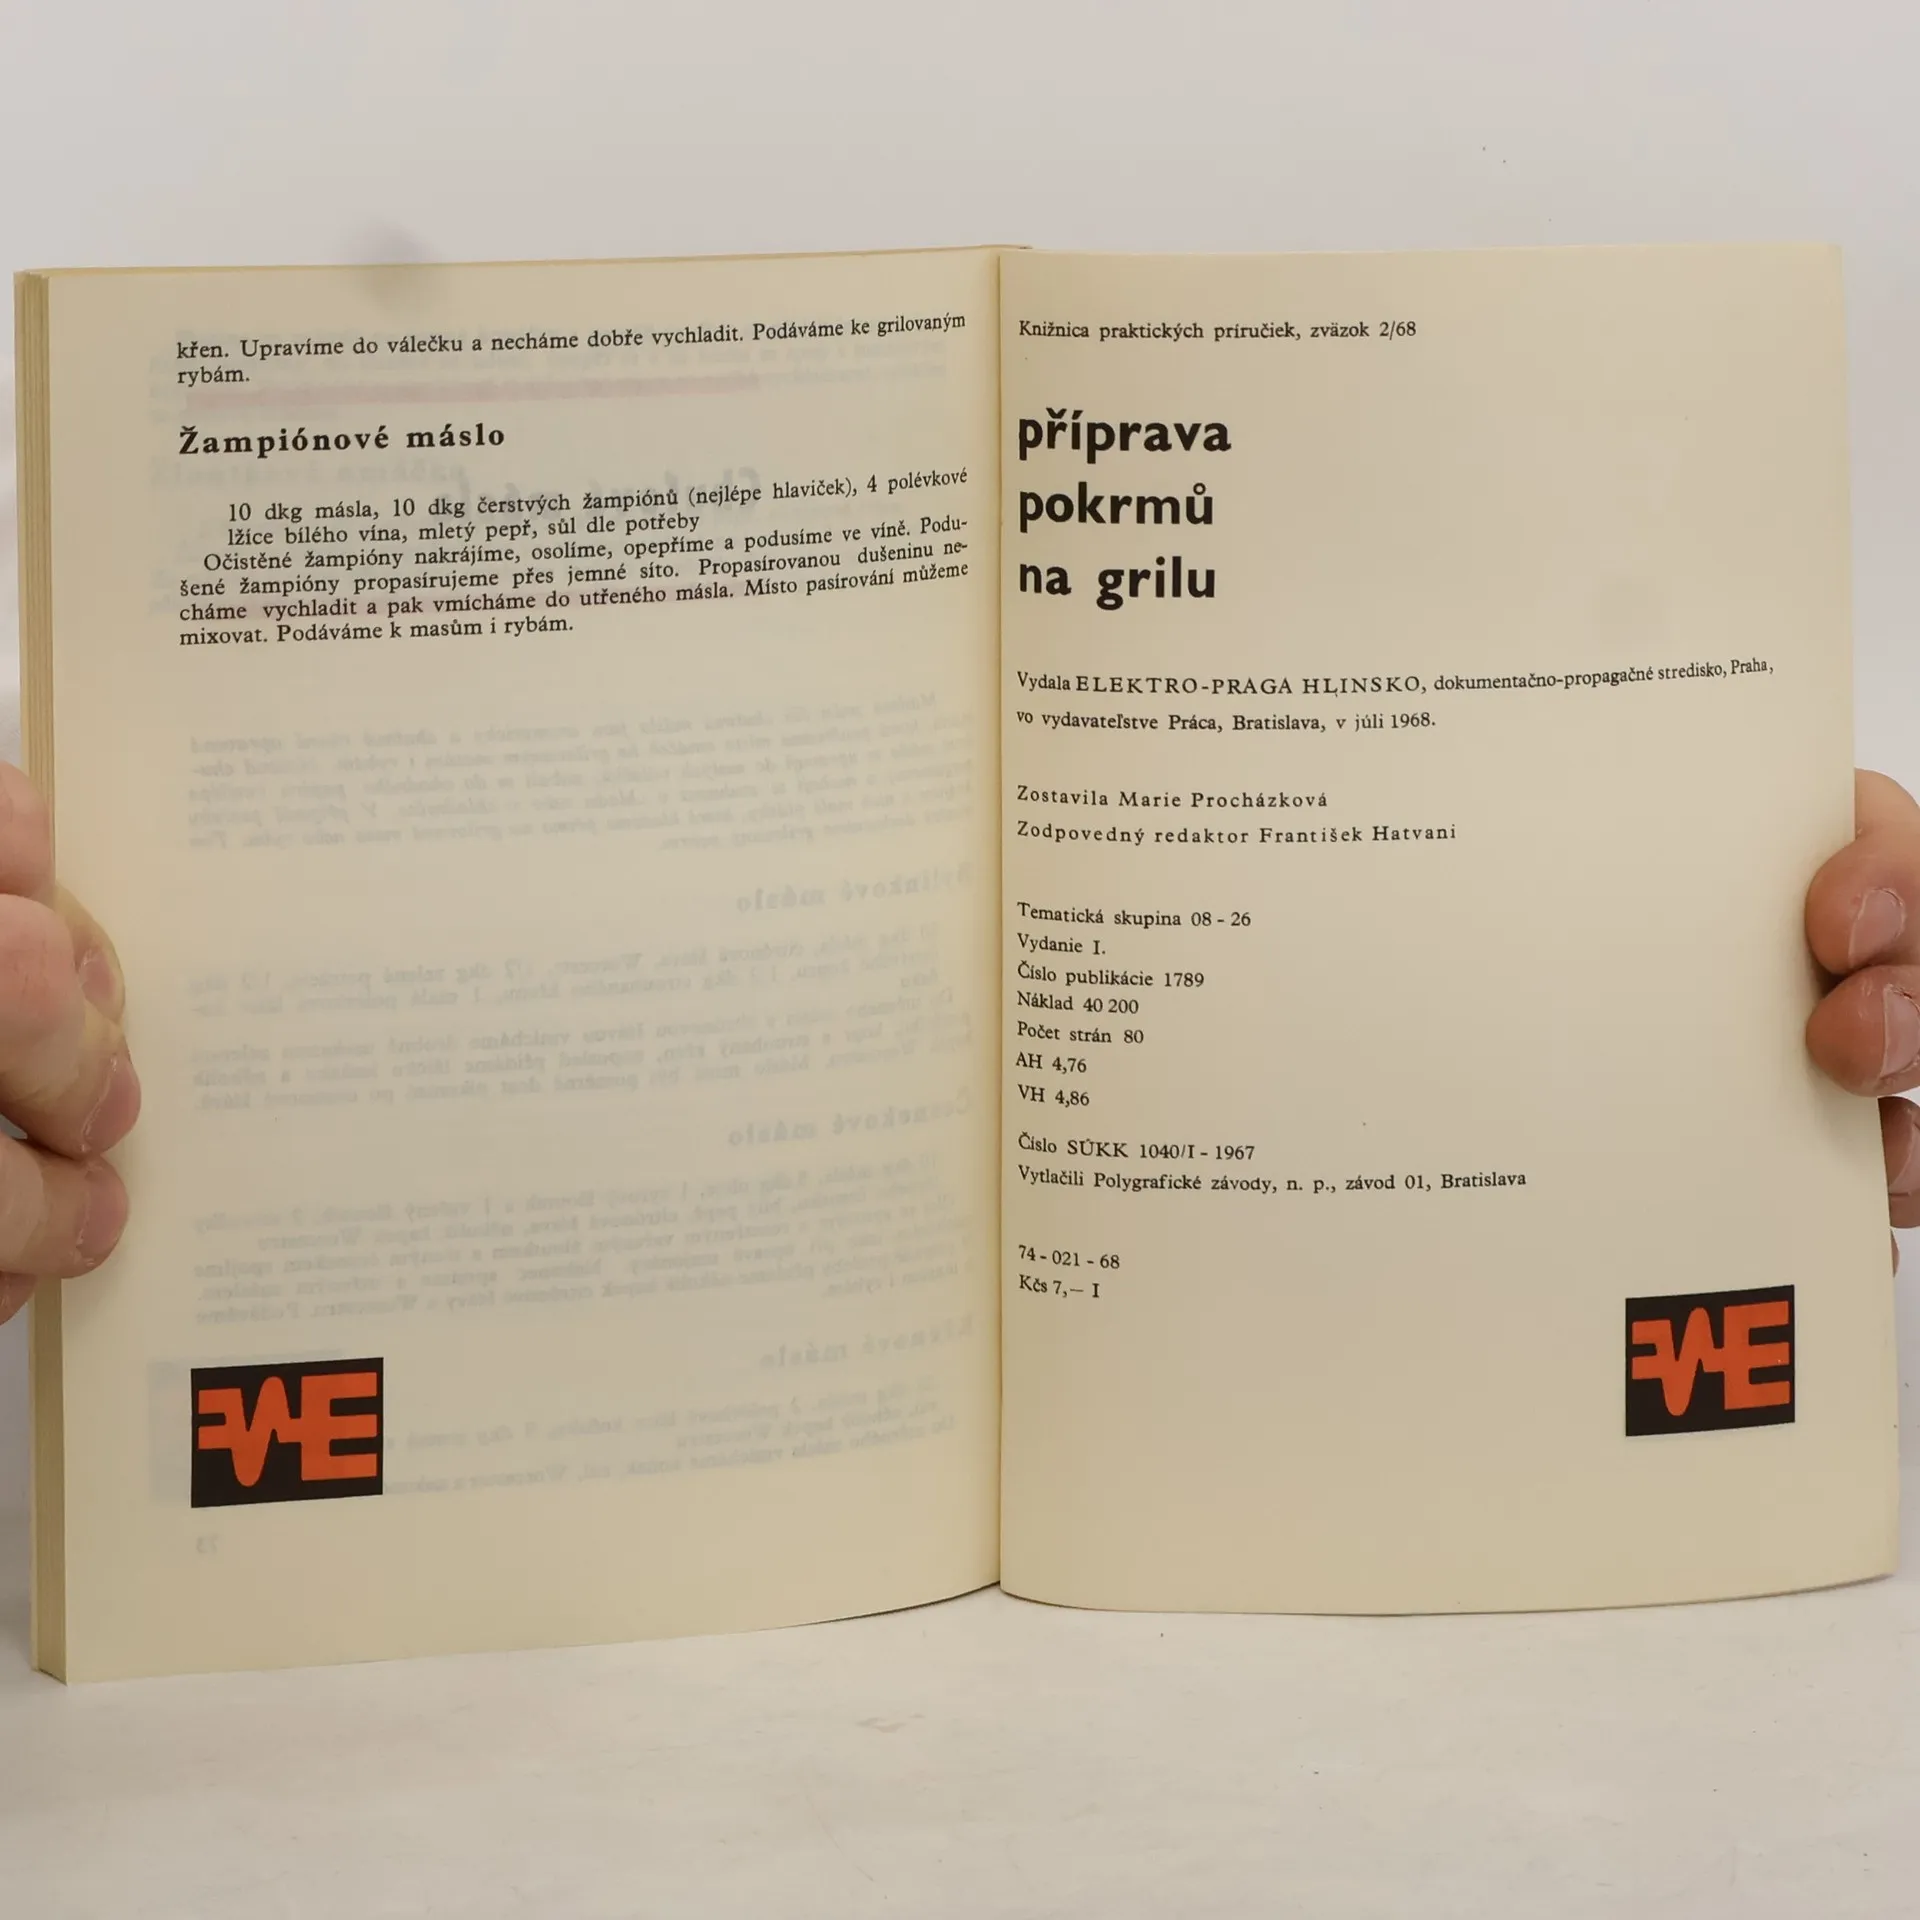 křen. Upravíme do válečku a necháme dobře vychladit. Podáváme ke grilovaným
rybám.
Žampiónové máslo
10 dkg másla, 10 dkg čerstvých žampiónů (nejlépe hlaviček), 4 polévkové
lžíce bílého vína, mletý pepř, sůl dle potřeby
Očistěné žampióny nakrájíme, osolíme, opepříme a podusíme ve víně. Podu-
šené žampióny propasírujeme přes jemné síto. Propasírovanou dušeninu ne-
cháme vychladit a pak vmícháme do utřeného másla. Místo pasírování můžeme
mixovat. Podáváme k masům i rybám.
Knižnica praktických príručiek, zväzok 2/68
příprava
pokrmů
na grilu
Vydala ELEKTRO-PRAGA HLINSKO, dokumentačno-propagačné stredisko, Praha,
vo vydavateľstve Práca, Bratislava, v júli 1968.
Zostavila Marie Procházková
Zodpovedný redaktor František Hatvani
Tematická skupina 08 - 26
Vydanie I.
Číslo publikácie 1789
Náklad 40 200
Počet strán 80
AH 4,76
VH 4,86
Číslo SÚKK 1040/I - 1967
Vytlačili Polygrafické závody, n. p., závod 01, Bratislava
74 - 021 - 68
Kčs 7,— I